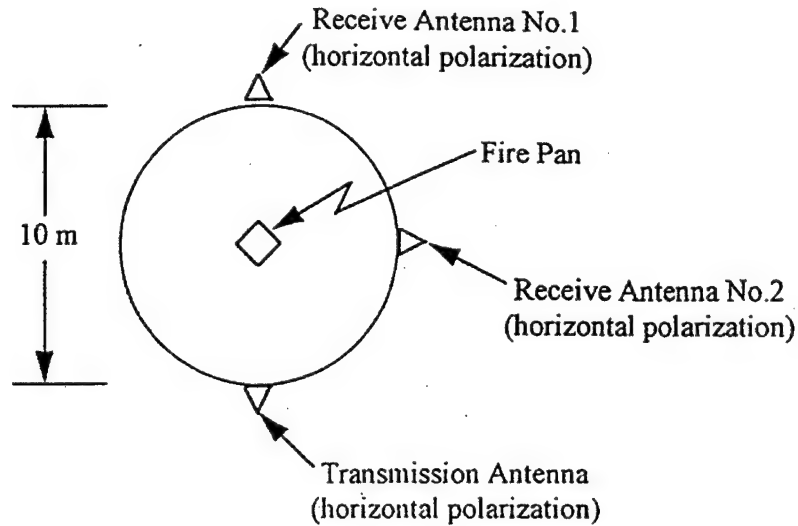 Receive Antenna No.1
(horizontal polarization)
Fire Pan
10 m
Receive Antenna No.2
(horizontal polarization)
Transmission Antenna
(horizontal polarization)